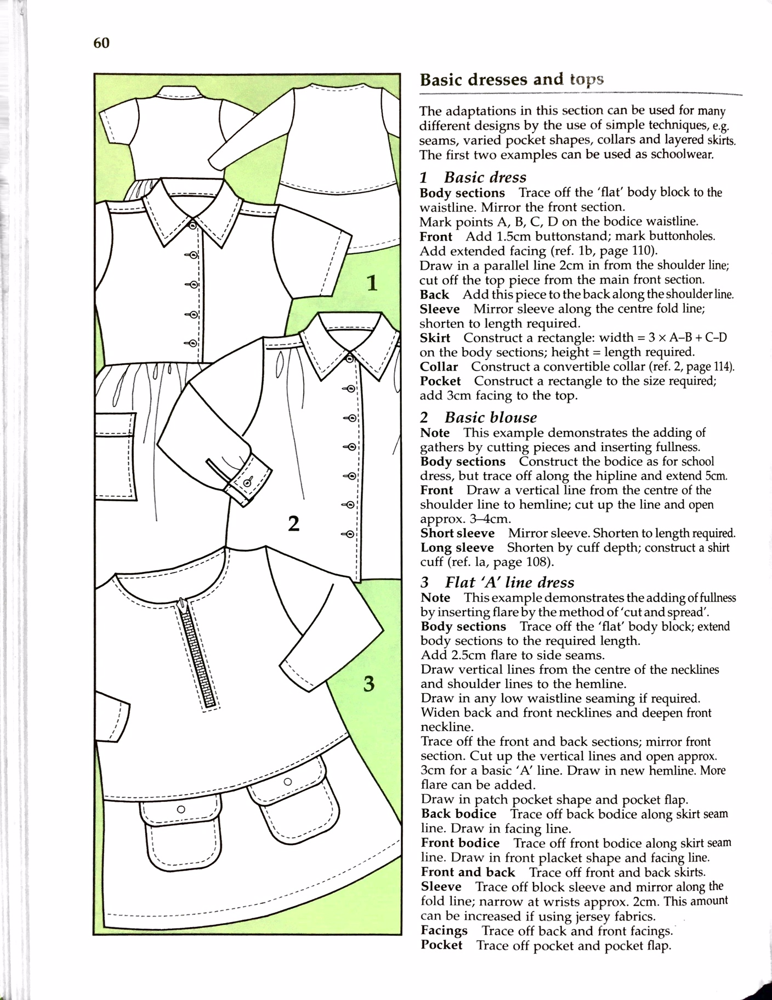 60
Basic dresses and tops
The adaptations in this section can be used for many
different designs by the use of simple techniques, e.g.
seams, varied pocket shapes, collars and layered skirts.
The first two examples can be used as schoolwear.
1 Basic dress
Body sections Trace off the ‘flat’ body block to the
waistline. Mirror the front section.
Mark points A, B, C, D on the bodice waistline.
Front Add 1.5cm buttonstand; mark buttonholes.
Add extended facing (ref. 1b, page 110).
Draw in a parallel line 2cm in from the shoulder line;
cut off the top piece from the main front section.
Back Add this piece to the back along the shoulder line.
Sleeve Mirror sleeve along the centre fold line;
shorten to length required.
Skirt Construct a rectangle: width = 3 × A–B + C–D
on the body sections; height = length required.
Collar Construct a convertible collar (ref. 2, page 114).
Pocket Construct a rectangle to the size required;
add 3cm facing to the top.
2 Basic blouse
Note This example demonstrates the adding of
gathers by cutting pieces and inserting fullness.
Body sections Construct the bodice as for school
dress, but trace off along the hipline and extend 5cm.
Front Draw a vertical line from the centre of the
shoulder line to hemline; cut up the line and open
approx. 3–4cm.
Short sleeve Mirror sleeve. Shorten to length required.
Long sleeve Shorten by cuff depth; construct a shirt
cuff (ref. la, page 108).
3 Flat ‘A’ line dress
Note This example demonstrates the adding of fullness
by inserting flare by the method of ‘cut and spread’.
Body sections Trace off the ‘flat’ body block; extend
body sections to the required length.
Add 2.5cm flare to side seams.
Draw vertical lines from the centre of the necklines
and shoulder lines to the hemline.
Draw in any low waistline seaming if required.
Widen back and front necklines and deepen front
neckline.
Trace off the front and back sections; mirror front
section. Cut up the vertical lines and open approx.
3cm for a basic ‘A’ line. Draw in new hemline. More
flare can be added.
Draw in patch pocket shape and pocket flap.
Back bodice Trace off back bodice along skirt seam
line. Draw in facing line.
Front bodice Trace off front bodice along skirt seam
line. Draw in front placket shape and facing line.
Front and back Trace off front and back skirts.
Sleeve Trace off block sleeve and mirror along the
fold line; narrow at wrists approx. 2cm. This amount
can be increased if using jersey fabrics.
Facings Trace off back and front facings.
Pocket Trace off pocket and pocket flap.
1
2
3